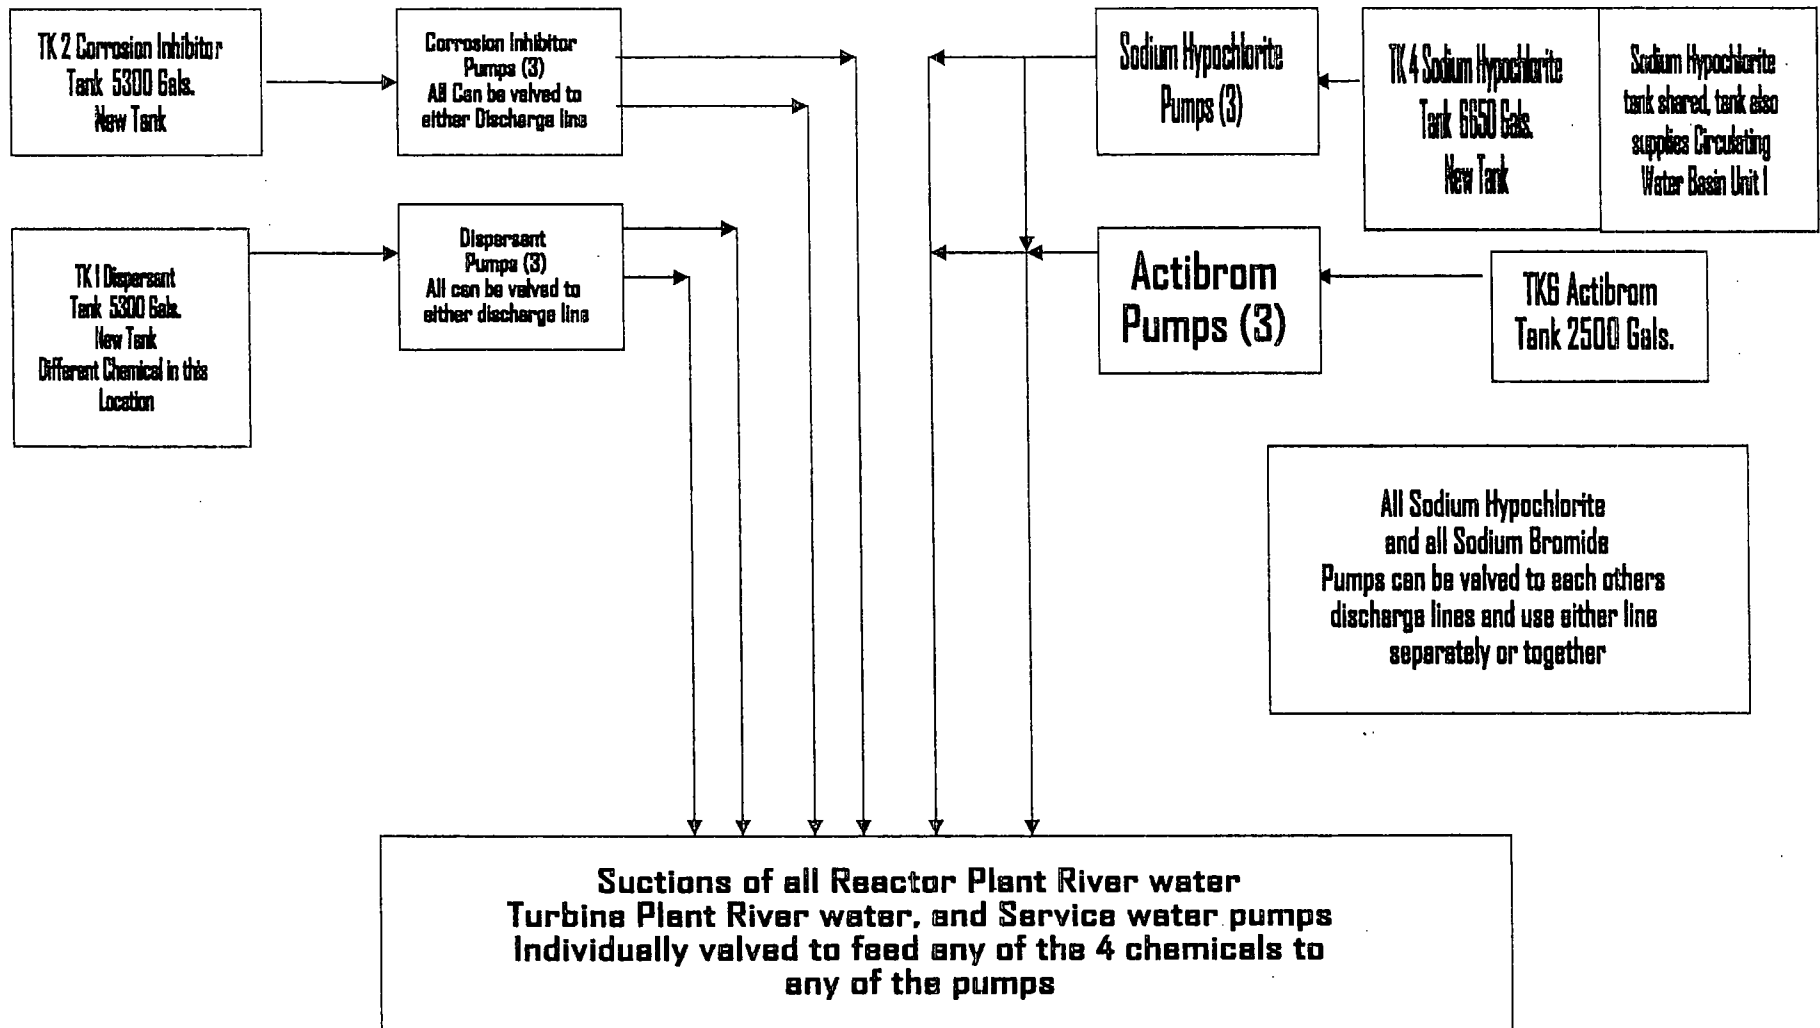 TK 2 Corrosion Inhibitor
Tank 5300 Gals.
New Tank
Corrosion Inhibitor
Pumps (3)
All Can be valved to
either Discharge line
Sodium Hypochlorite
Pumps (3)
TK 4 Sodium Hypochlorite
Tank 6650 Gals.
New Tank
Sodium Hypochlorite
tank shared, tank also
supplies Circulating
Water Basin Unit 1
TK 1 Dispersant
Tank 5300 Gals.
New Tank
Different Chemical in this
Location
Dispersant
Pumps (3)
All can be valved to
either discharge line
Actibrom
Pumps (3)
TK6 Actibrom
Tank 2500 Gals.
All Sodium Hypochlorite
and all Sodium Bromide
Pumps can be valved to each others
discharge lines and use either line
separately or together
Suctions of all Reactor Plant River water
Turbine Plant River water, and Service water pumps
Individually valved to feed any of the 4 chemicals to
any of the pumps